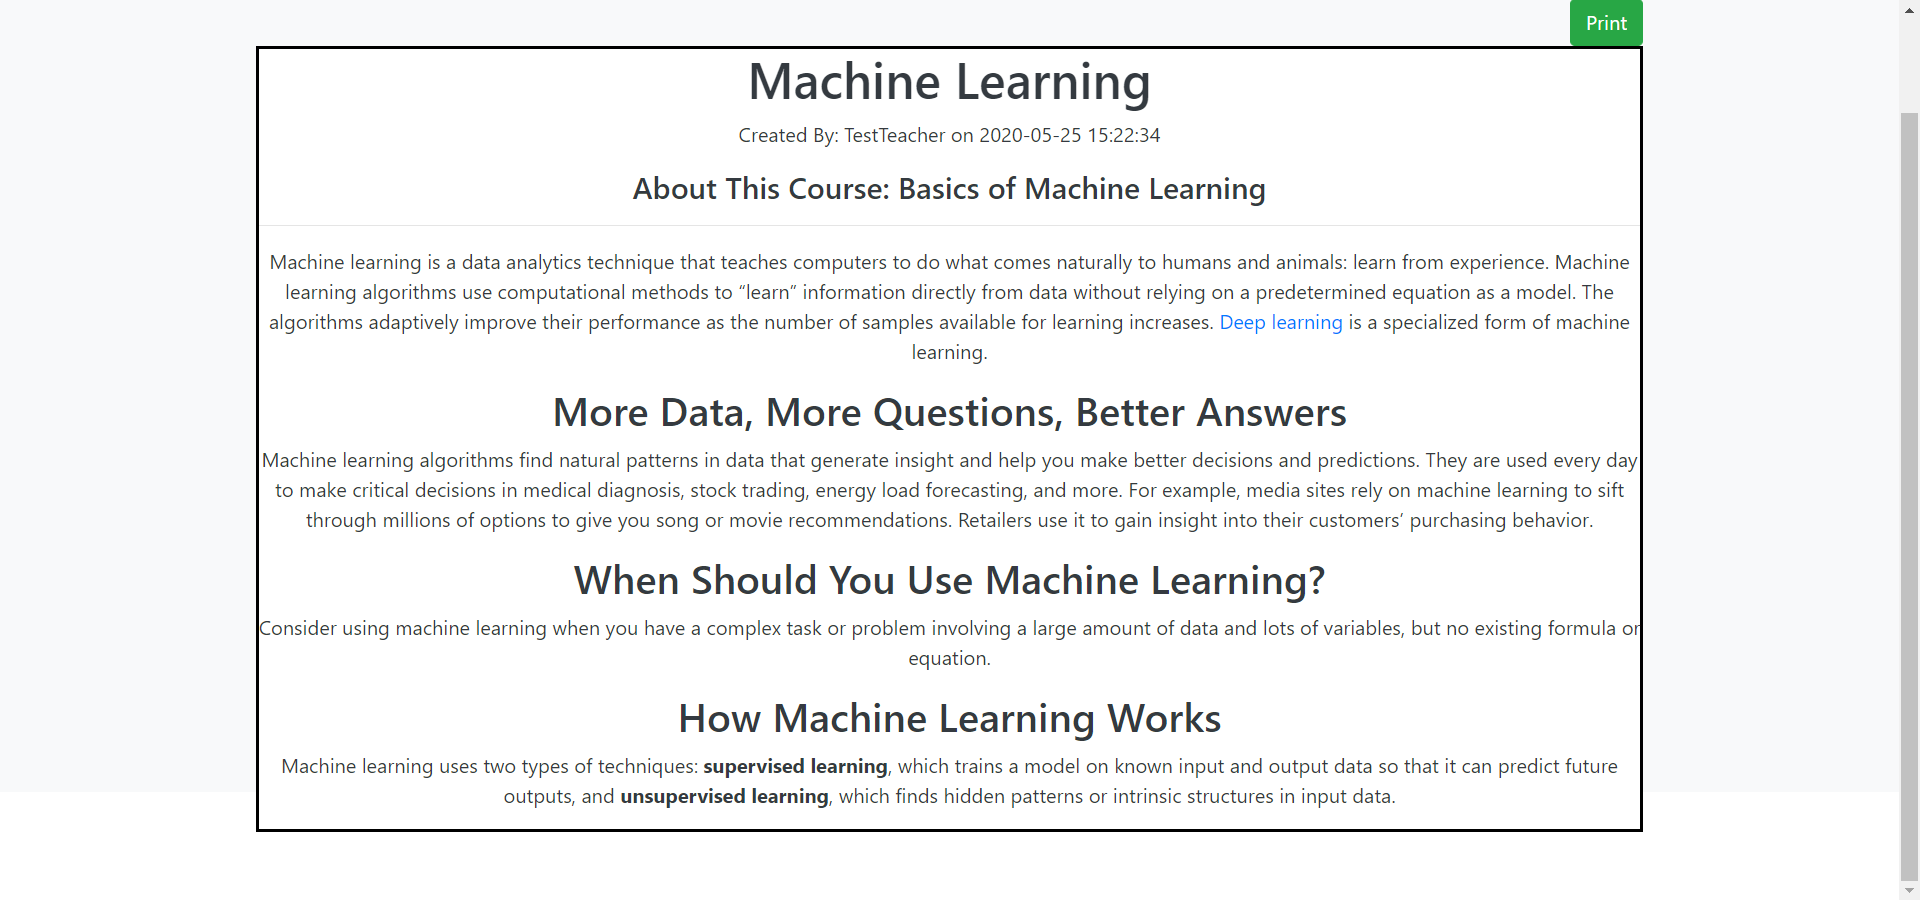 Print
Machine Learning
Created By: TestTeacher on 2020-05-25 15:22:34
About This Course: Basics of Machine Learning
Machine learning is a data analytics technique that teaches computers to do what comes naturally to humans and animals: learn from experience. Machine
learning algorithms use computational methods to “learn” information directly from data without relying on a predetermined equation as a model. The
algorithms adaptively improve their performance as the number of samples available for learning increases. Deep learning is a specialized form of machine
learning.
More Data, More Questions, Better Answers
Machine learning algorithms find natural patterns in data that generate insight and help you make better decisions and predictions. They are used every day
to make critical decisions in medical diagnosis, stock trading, energy load forecasting, and more. For example, media sites rely on machine learning to sift
through millions of options to give you song or movie recommendations. Retailers use it to gain insight into their customers’ purchasing behavior.
When Should You Use Machine Learning?
Consider using machine learning when you have a complex task or problem involving a large amount of data and lots of variables, but no existing formula or
equation.
How Machine Learning Works
Machine learning uses two types of techniques: supervised learning, which trains a model on known input and output data so that it can predict future
outputs, and unsupervised learning, which finds hidden patterns or intrinsic structures in input data.